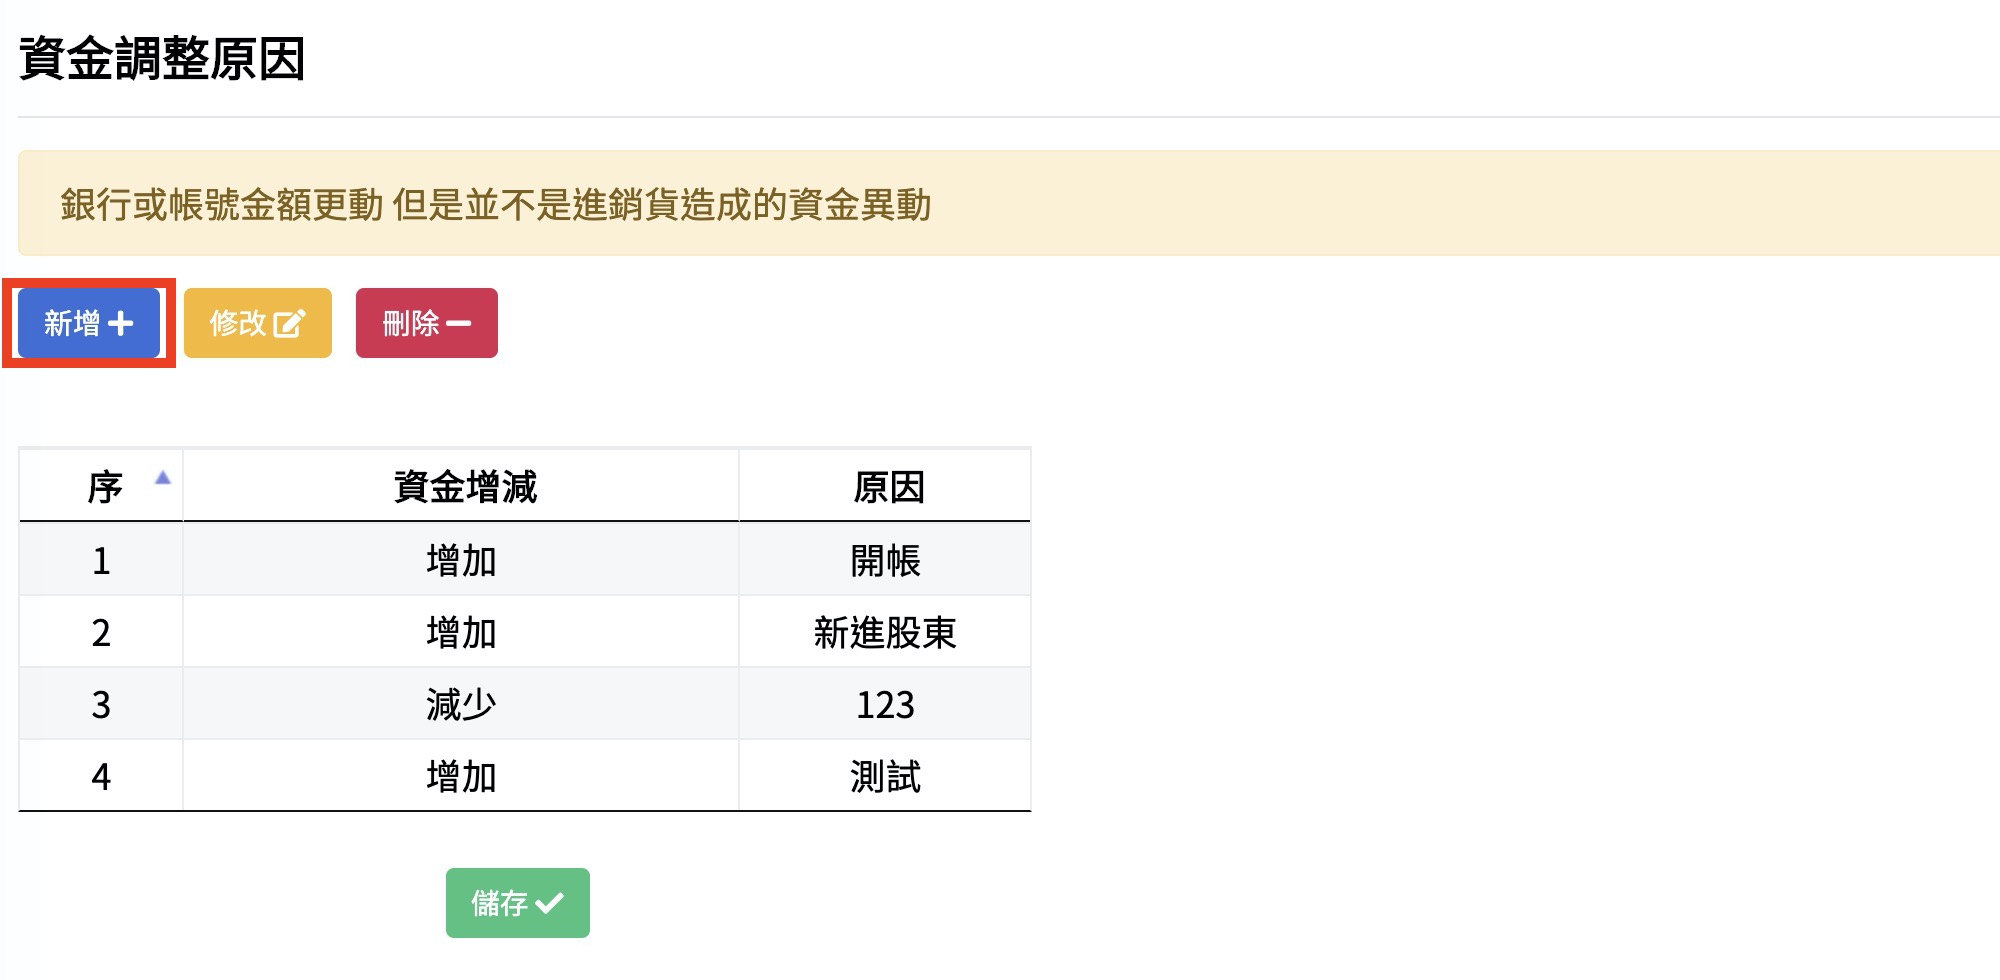 資金調整原因
銀行或帳號金額更動 但是並不是進銷貨造成的資金異動
新增 修改 刪除
序 資金增減 原因
1 增加 開帳
2 增加 新進股東
3 減少 123
4 增加 測試
儲存